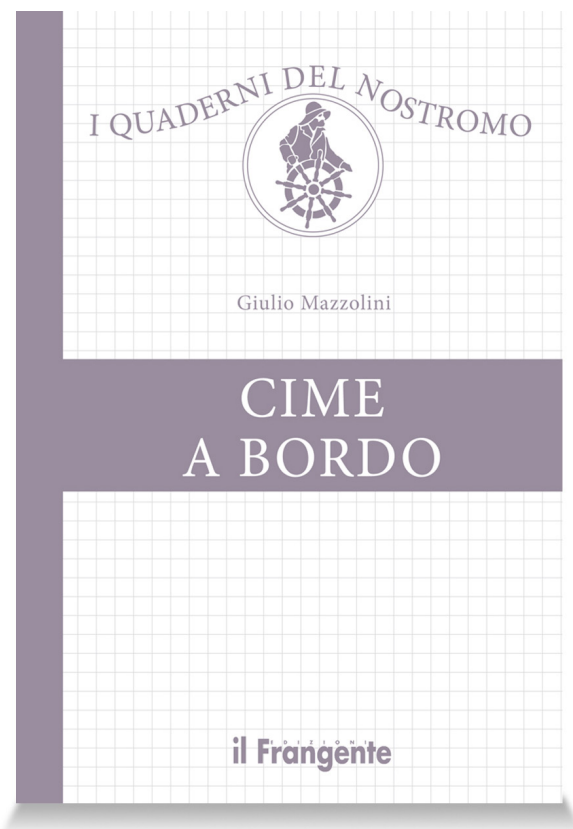 I QUADERNI DEL NOSTROMO
Giulio Mazzolini
CIME
A BORDO
EDIZIONI
il Frangente